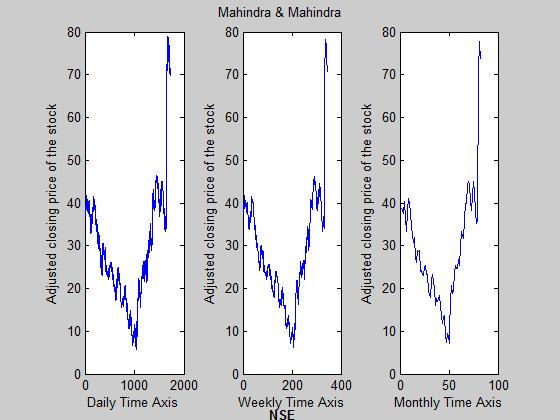 Mahindra & Mahindra
Adjusted closing price of the stock
80
70
60
50
40
30
20
10
0
0 1000 2000
Daily Time Axis
Adjusted closing price of the stock
80
70
60
50
40
30
20
10
0
0 200 400
Weekly Time Axis
Adjusted closing price of the stock
80
70
60
50
40
30
20
10
0
0 50 100
Monthly Time Axis
NSE